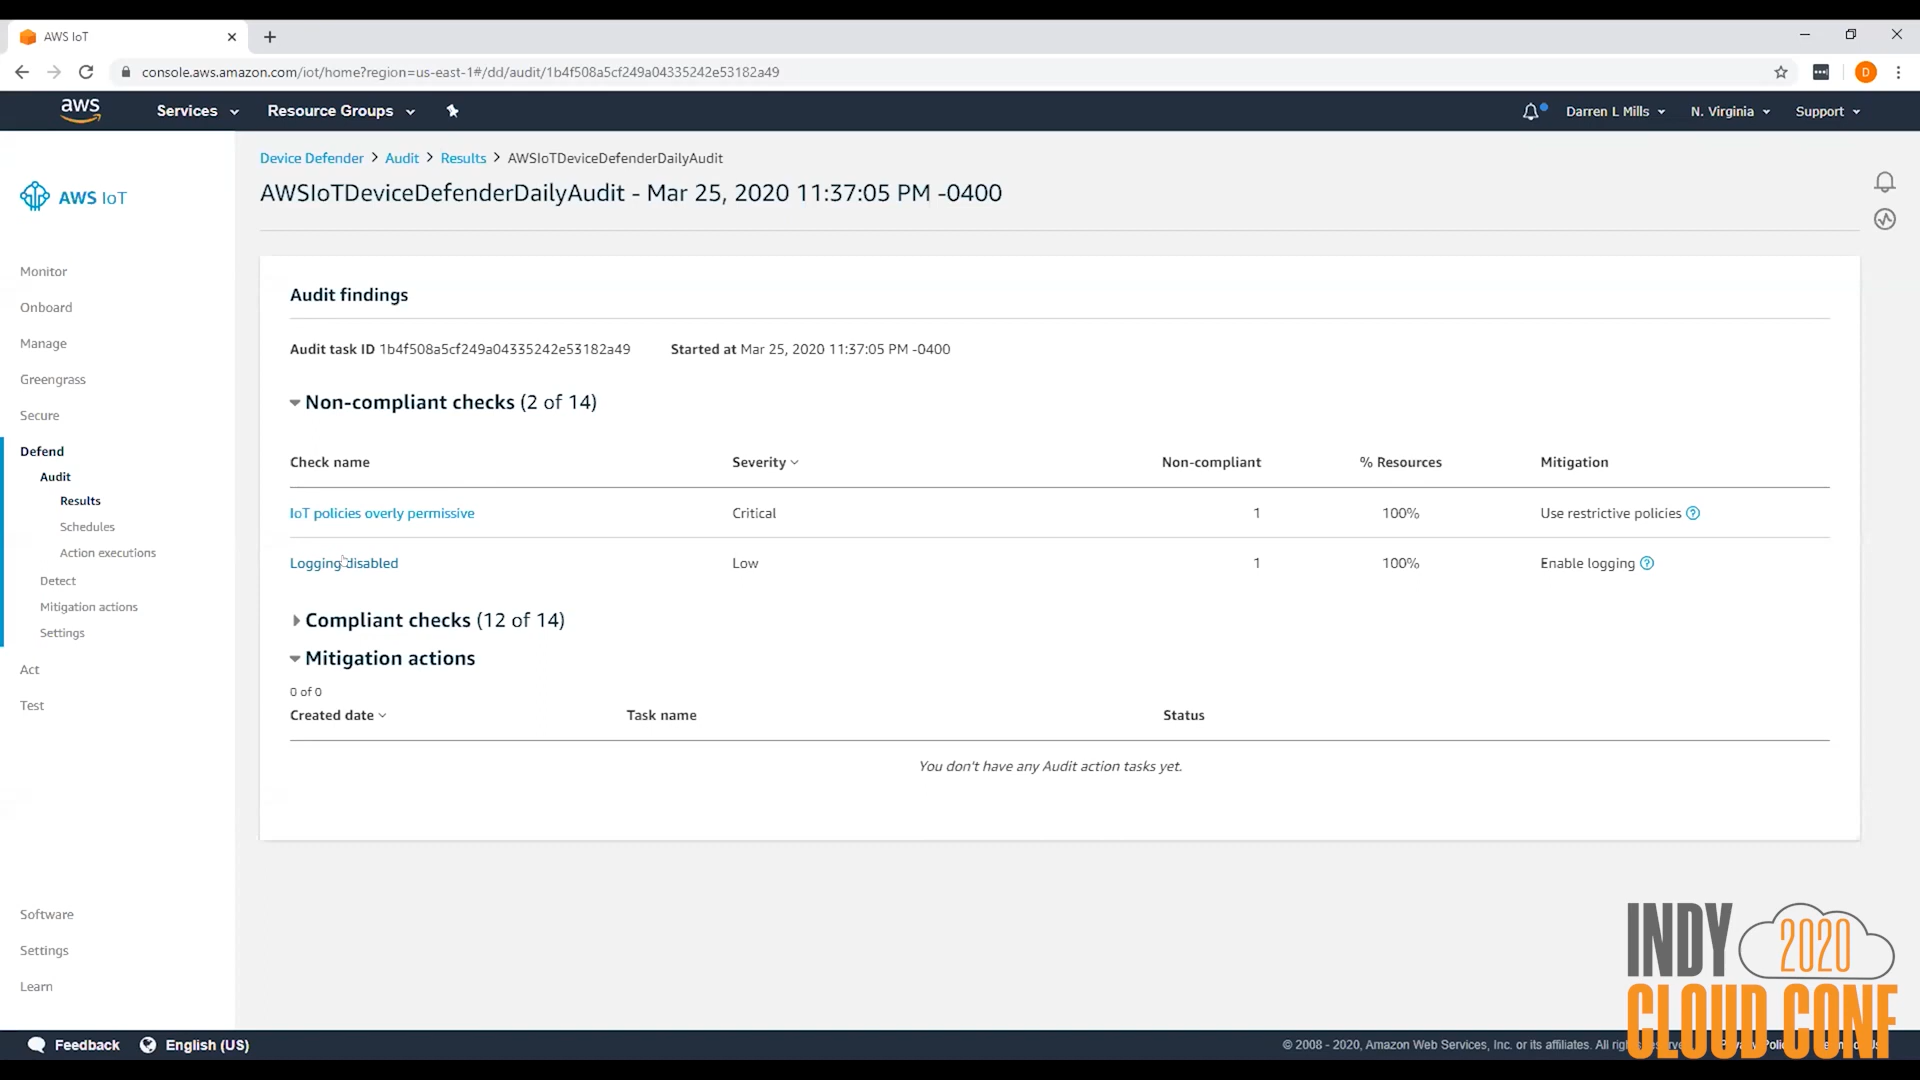 AWS IoT
console.aws.amazon.com/iot/home?region=us-east-1#/dd/audit/1b4f508a5cf249a04335242e53182a49
D
aws
Services
Resource Groups
Darren L Mills
N. Virginia
Support
Device Defender > Audit > Results > AWSIoTDeviceDefenderDailyAudit
AWSIoTDeviceDefenderDailyAudit - Mar 25, 2020 11:37:05 PM -0400
AWS IoT
Monitor
Onboard
Manage
Greengrass
Secure
Defend
Audit
Results
Schedules
Action executions
Detect
Mitigation actions
Settings
Act
Test
Software
Settings
Learn
Audit findings
Audit task ID 1b4f508a5cf249a04335242e53182a49 Started at Mar 25, 2020 11:37:05 PM -0400
Non-compliant checks (2 of 14)
Check name Severity Non-compliant % Resources Mitigation
IoT policies overly permissive Critical 1 100% Use restrictive policies ?
Logging disabled Low 1 100% Enable logging ?
Compliant checks (12 of 14)
Mitigation actions
0 of 0
Created date Task name Status
You don't have any Audit action tasks yet.
INDY 2020
CLOUD CONF
Feedback
English (US)
© 2008 - 2020, Amazon Web Services, Inc. or its affiliates. All